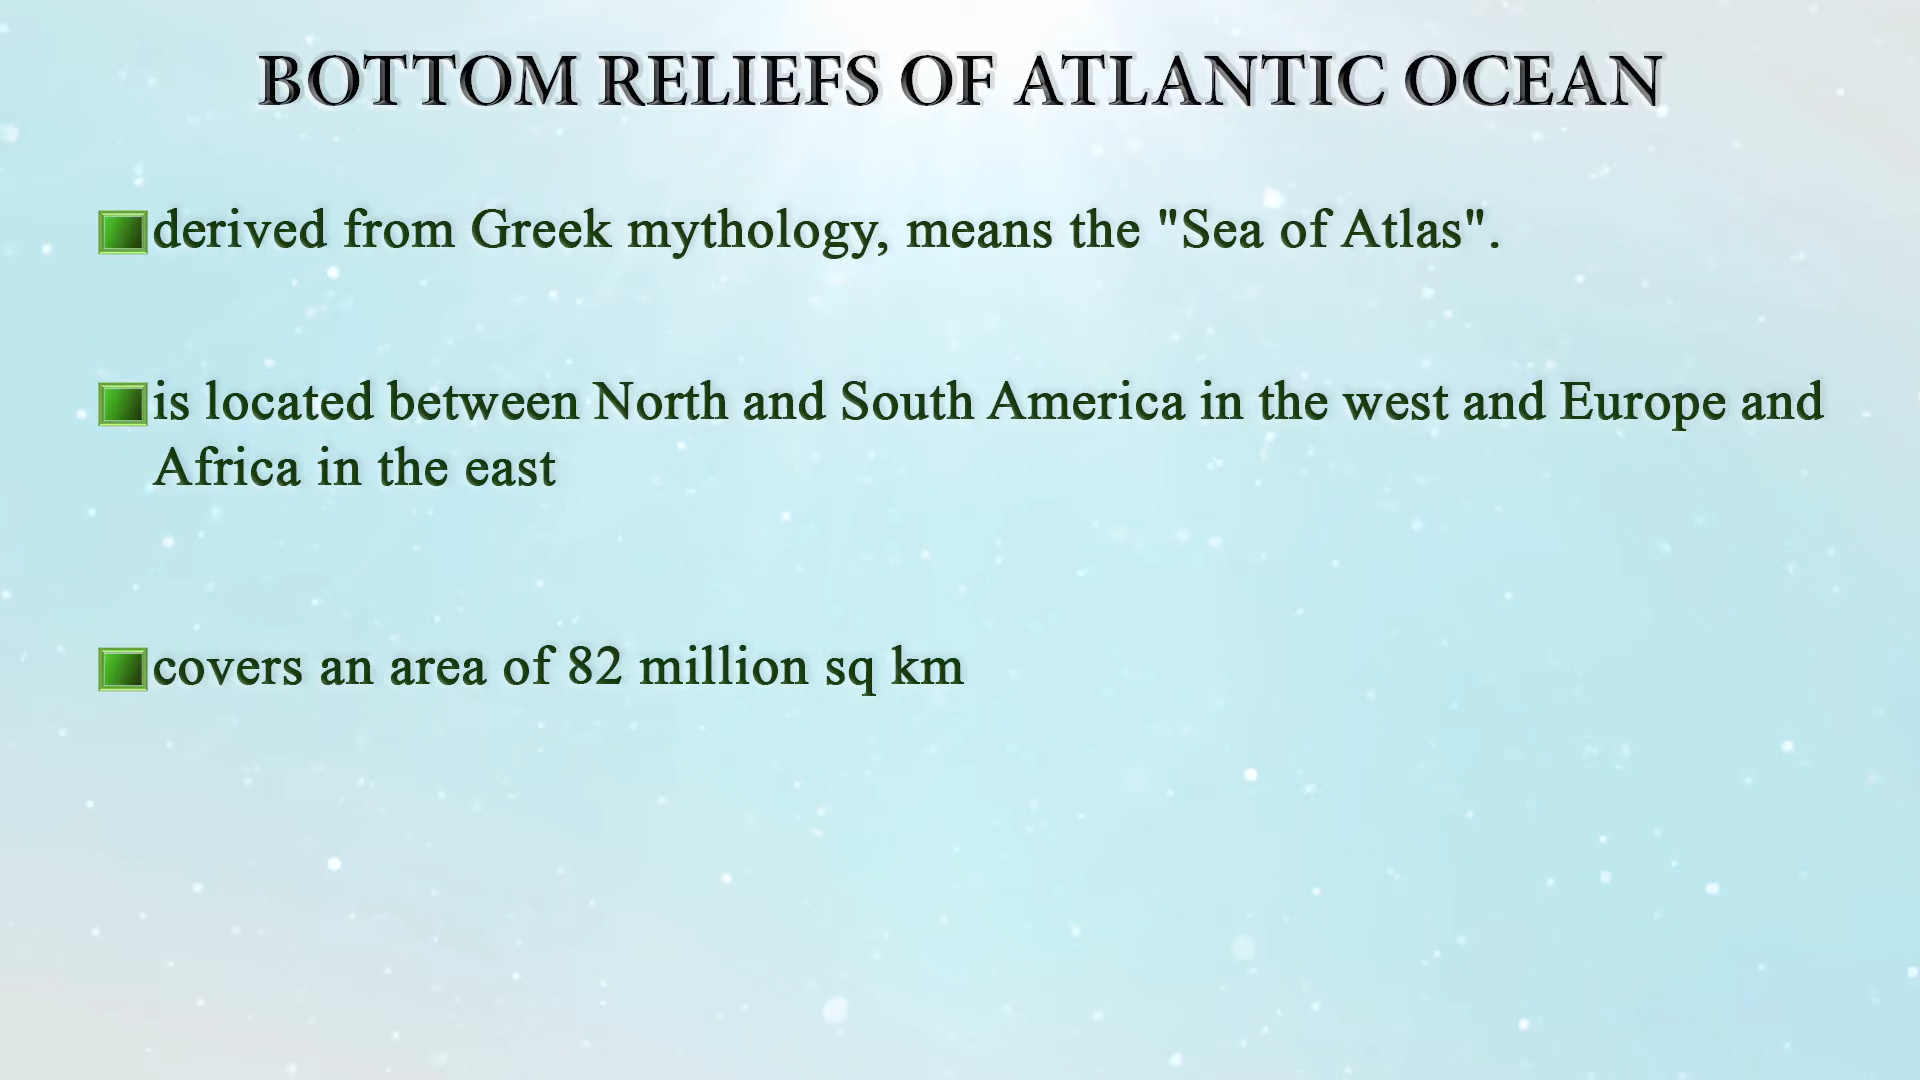 BOTTOM RELIEFS OF ATLANTIC OCEAN
derived from Greek mythology, means the "Sea of Atlas".
is located between North and South America in the west and Europe and
Africa in the east
covers an area of 82 million sq km